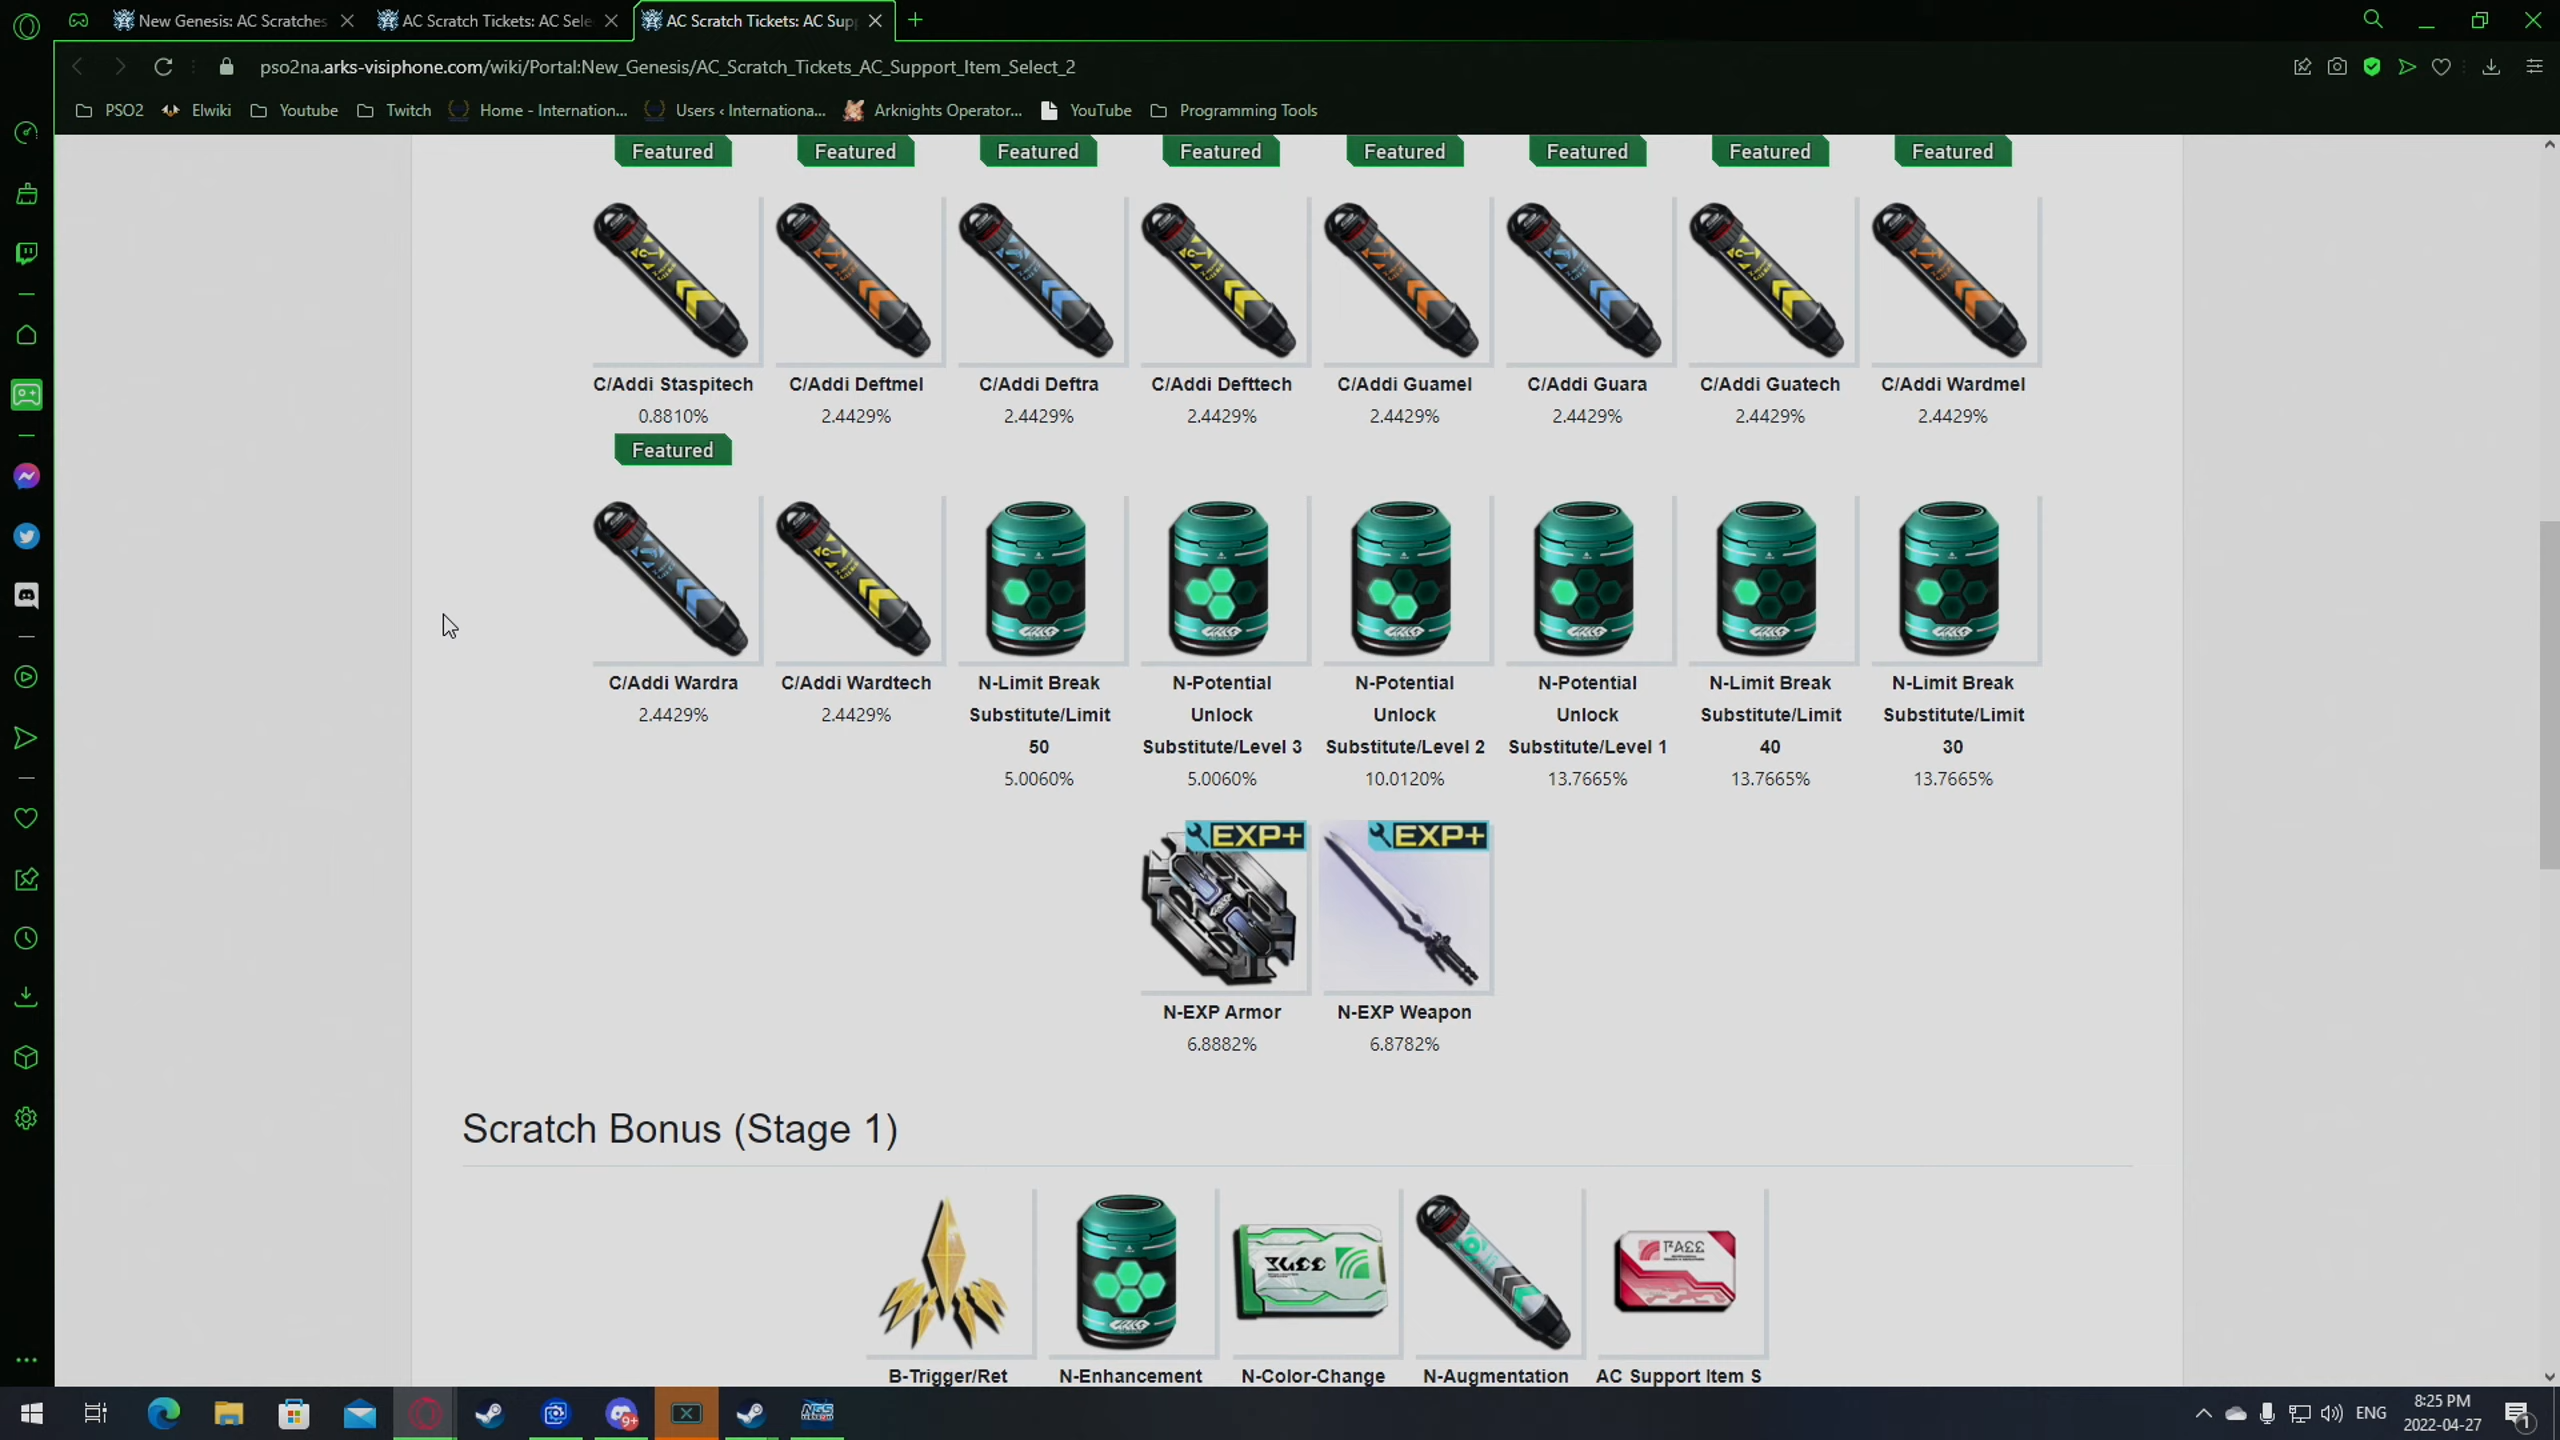 New Genesis: AC Scratches
AC Scratch Tickets: AC Sele
AC Scratch Tickets: AC Supp
pso2na.arks-visiphone.com/wiki/Portal:New_Genesis/AC_Scratch_Tickets_AC_Support_Item_Select_2
PSO2 Elwiki Youtube Twitch Home - Internation... Users ‹ Internationa... Arknights Operator... YouTube Programming Tools
Featured Featured Featured Featured Featured Featured Featured Featured
C/Addi Staspitech C/Addi Deftmel C/Addi Deftra C/Addi Defttech C/Addi Guamel C/Addi Guara C/Addi Guatech C/Addi Wardmel
0.8810% 2.4429% 2.4429% 2.4429% 2.4429% 2.4429% 2.4429% 2.4429%
Featured
C/Addi Wardra C/Addi Wardtech N-Limit Break N-Potential N-Potential N-Potential N-Limit Break N-Limit Break
2.4429% 2.4429% Substitute/Limit Unlock Unlock Unlock Substitute/Limit Substitute/Limit
50 Substitute/Level 3 Substitute/Level 2 Substitute/Level 1 40 30
5.0060% 5.0060% 10.0120% 13.7665% 13.7665% 13.7665%
EXP+ EXP+
N-EXP Armor N-EXP Weapon
6.8882% 6.8782%
Scratch Bonus (Stage 1)
B-Trigger/Ret N-Enhancement N-Color-Change N-Augmentation AC Support Item S
9+
NGS
ENG
8:25 PM
2022-04-27
1